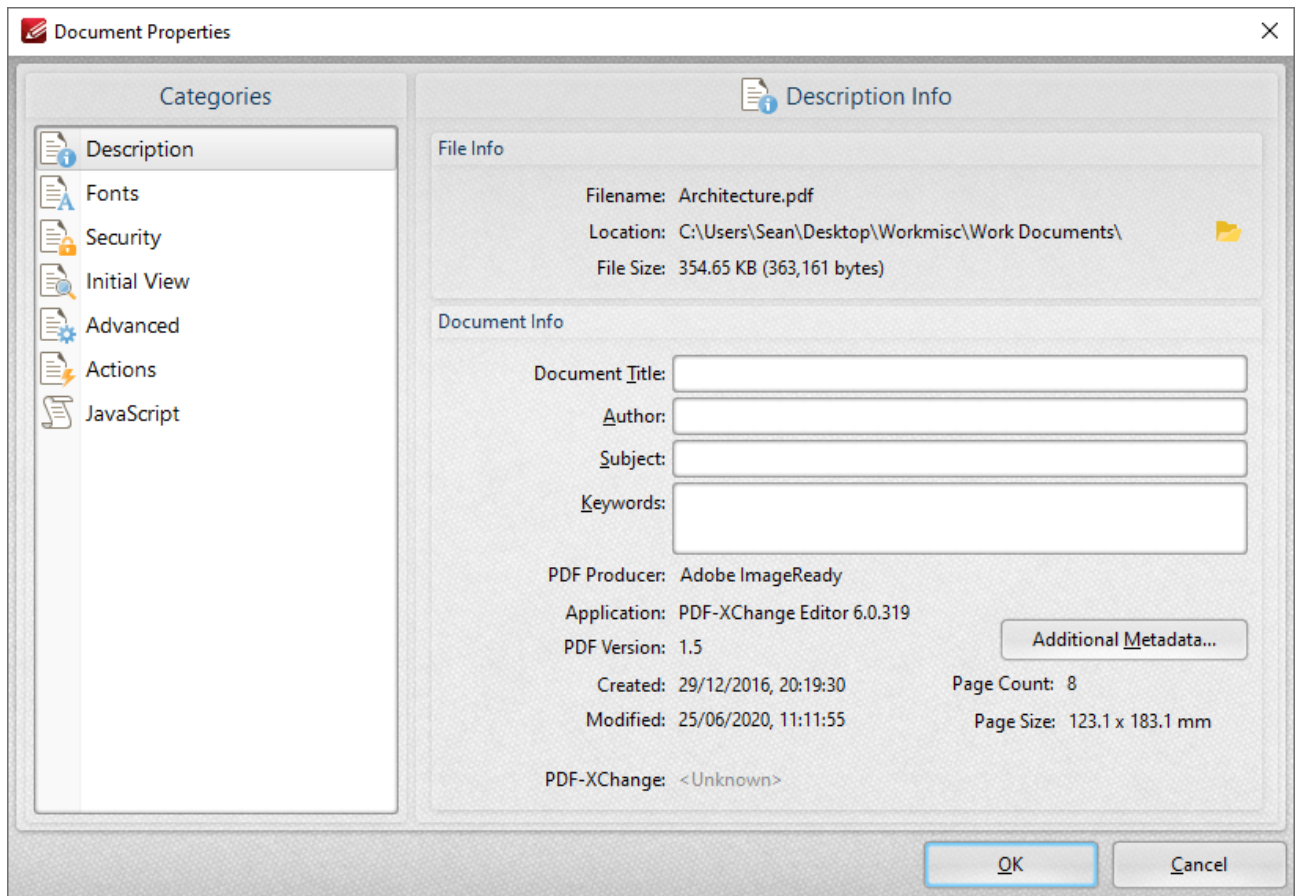 Document Properties
Categories
Description
Fonts
Security
Initial View
Advanced
Actions
JavaScript
Description Info
File Info
Filename: Architecture.pdf
Location: C:\Users\Sean\Desktop\Workmisc\Work Documents\
File Size: 354.65 KB (363,161 bytes)
Document Info
Document Title:
Author:
Subject:
Keywords:
PDF Producer: Adobe ImageReady
Application: PDF-XChange Editor 6.0.319
PDF Version: 1.5
Additional Metadata...
Created: 29/12/2016, 20:19:30
Page Count: 8
Modified: 25/06/2020, 11:11:55
Page Size: 123.1 x 183.1 mm
PDF-XChange: <Unknown>
OK
Cancel